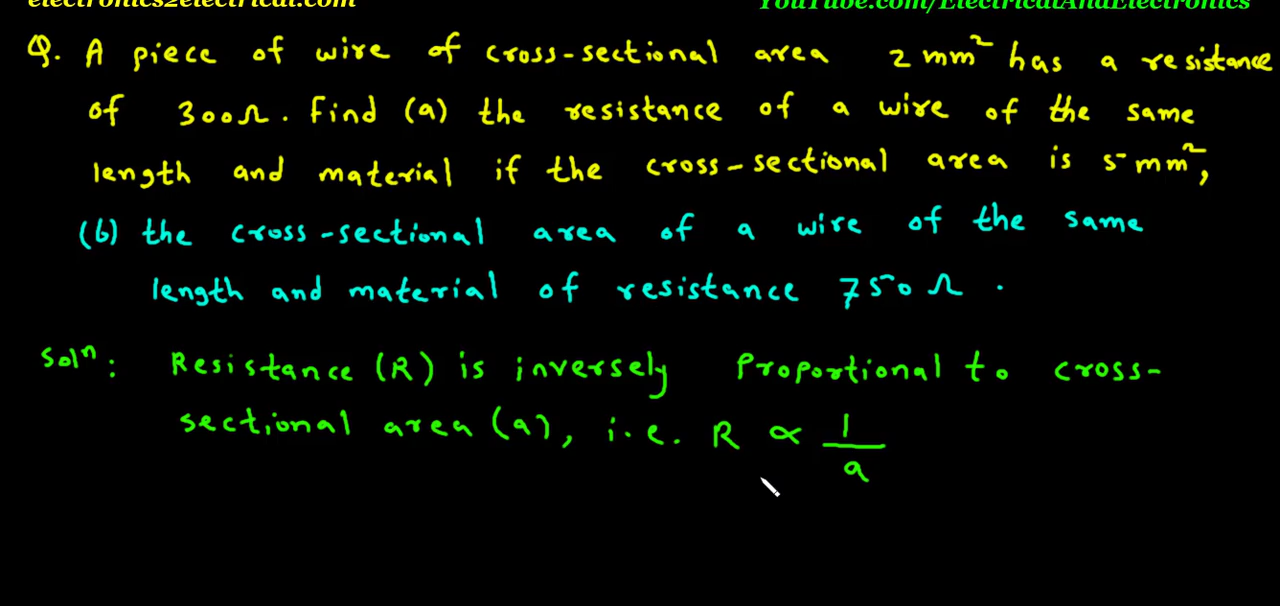 electronics2electrical.com
YouTube.com/ElectricalAndElectronics
Q. A piece of wire of cross-sectional area 2 mm² has a resistance
of 300Ω. Find (a) the resistance of a wire of the same
length and material if the cross-sectional area is 5 mm²,
(b) the cross-sectional area of a wire of the same
length and material of resistance 750Ω.
Solⁿ: Resistance (R) is inversely Proportional to cross-
sectional area (a), i.e. R ∝ 1/a